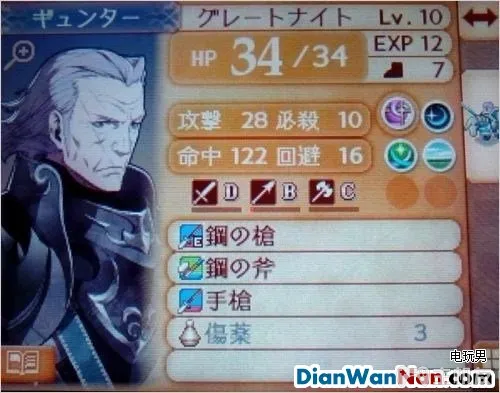 ギュンター
グレートナイト Lv. 10
HP 34/34
EXP 12
7
攻撃 28 必殺 10
命中 122 回避 16
D B C
E 鋼の槍
鋼の斧
手槍
傷薬 3
电玩男
DianWanNan.com